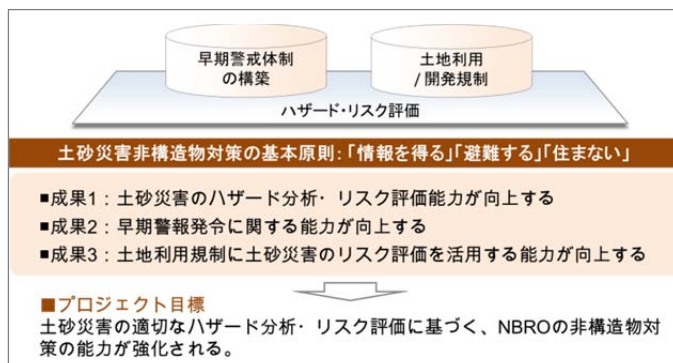 早期警戒体制
の構築
土地利用
/開発規制
ハザード・リスク評価
土砂災害非構造物対策の基本原則:「情報を得る」「避難する」「住まない」
■成果1：土砂災害のハザード分析・リスク評価能力が向上する
■成果2：早期警報発令に関する能力が向上する
■成果3：土地利用規制に土砂災害のリスク評価を活用する能力が向上する
■プロジェクト目標
土砂災害の適切なハザード分析・リスク評価に基づく、NBROの非構造物対
策の能力が強化される。